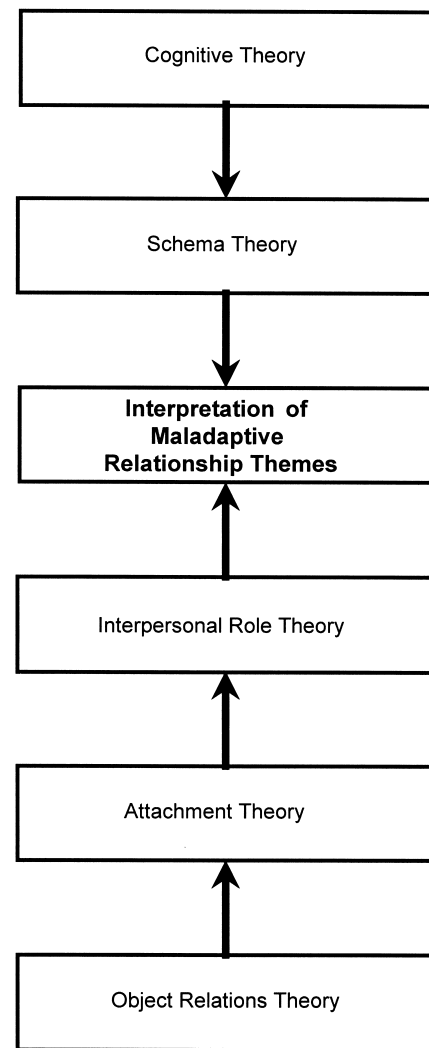 Cognitive Theory
Schema Theory
Interpretation of
Maladaptive
Relationship Themes
Interpersonal Role Theory
Attachment Theory
Object Relations Theory